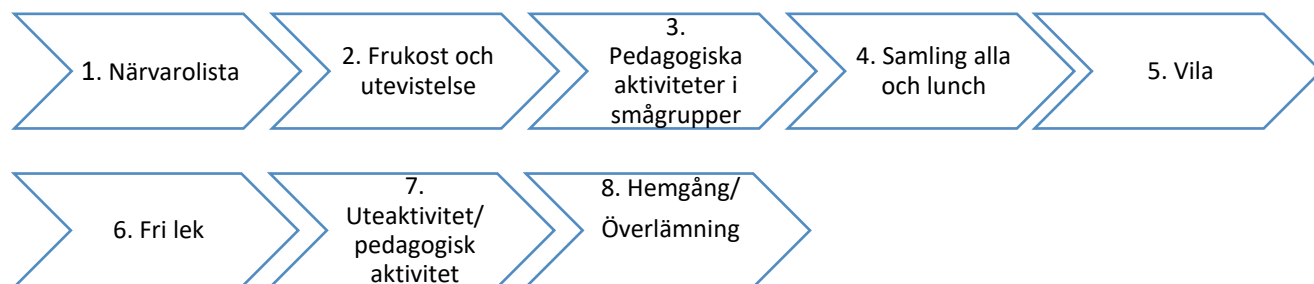 1. Närvarolista
2. Frukost och
utevistelse
3.
Pedagogiska
aktiviteter i
smågrupper
4. Samling alla
och lunch
5. Vila
6. Fri lek
7.
Uteaktivitet/
pedagogisk
aktivitet
8. Hemgång/
Överlämning